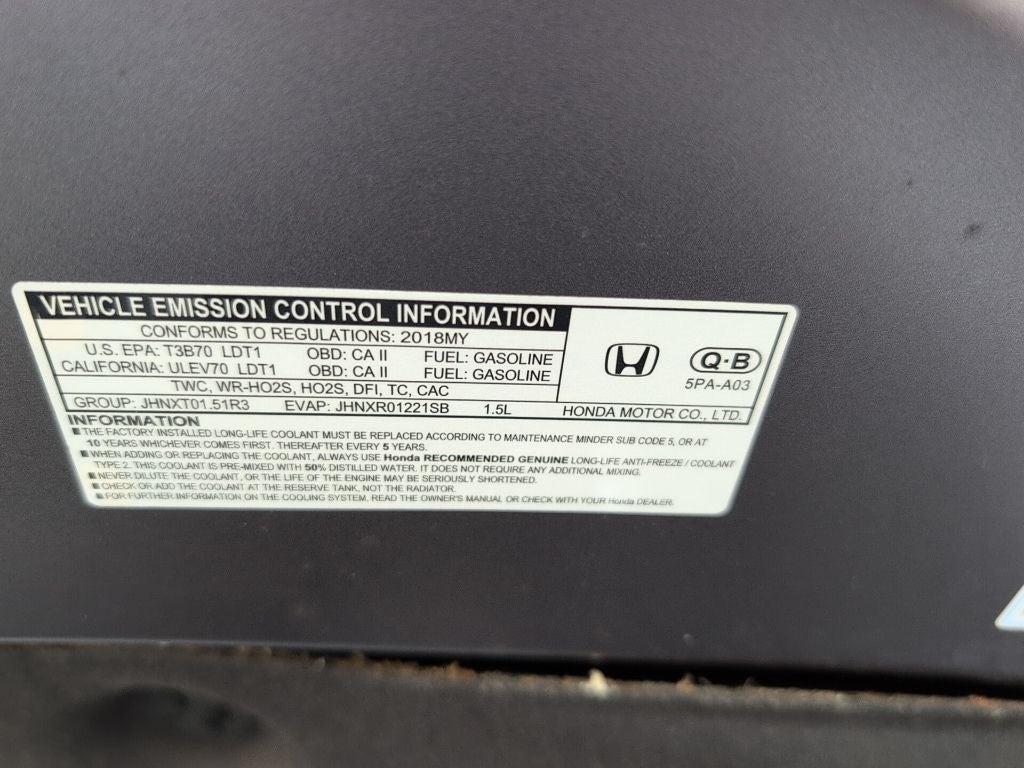 VEHICLE EMISSION CONTROL INFORMATION
CONFORMS TO REGULATIONS: 2018MY
U.S. EPA: T3B70 LDT1 OBD: CA II FUEL: GASOLINE
CALIFORNIA: ULEV70 LDT1 OBD: CA II FUEL: GASOLINE
TWC, WR-HO2S, HO2S, DFI, TC, CAC
GROUP: JHNXT01.51R3 EVAP: JHNXR01221SB 1.5L
Q·B
5PA-A03
HONDA MOTOR CO., LTD.
INFORMATION
■ THE FACTORY INSTALLED LONG-LIFE COOLANT MUST BE REPLACED ACCORDING TO MAINTENANCE MINDER SUB CODE 5, OR AT
10 YEARS WHICHEVER COMES FIRST. THEREAFTER EVERY 5 YEARS.
■ WHEN ADDING OR REPLACING THE COOLANT, ALWAYS USE Honda RECOMMENDED GENUINE LONG-LIFE ANTI-FREEZE / COOLANT
TYPE 2. THIS COOLANT IS PRE-MIXED WITH 50% DISTILLED WATER. IT DOES NOT REQUIRE ANY ADDITIONAL MIXING.
■ NEVER DILUTE THE COOLANT, OR THE LIFE OF THE ENGINE MAY BE SERIOUSLY SHORTENED.
■ CHECK OR ADD COOLANT AT THE RESERVE TANK, NOT THE RADIATOR.
■ FOR FURTHER INFORMATION ON THE COOLING SYSTEM, READ THE OWNER'S MANUAL OR CHECK WITH YOUR Honda DEALER.